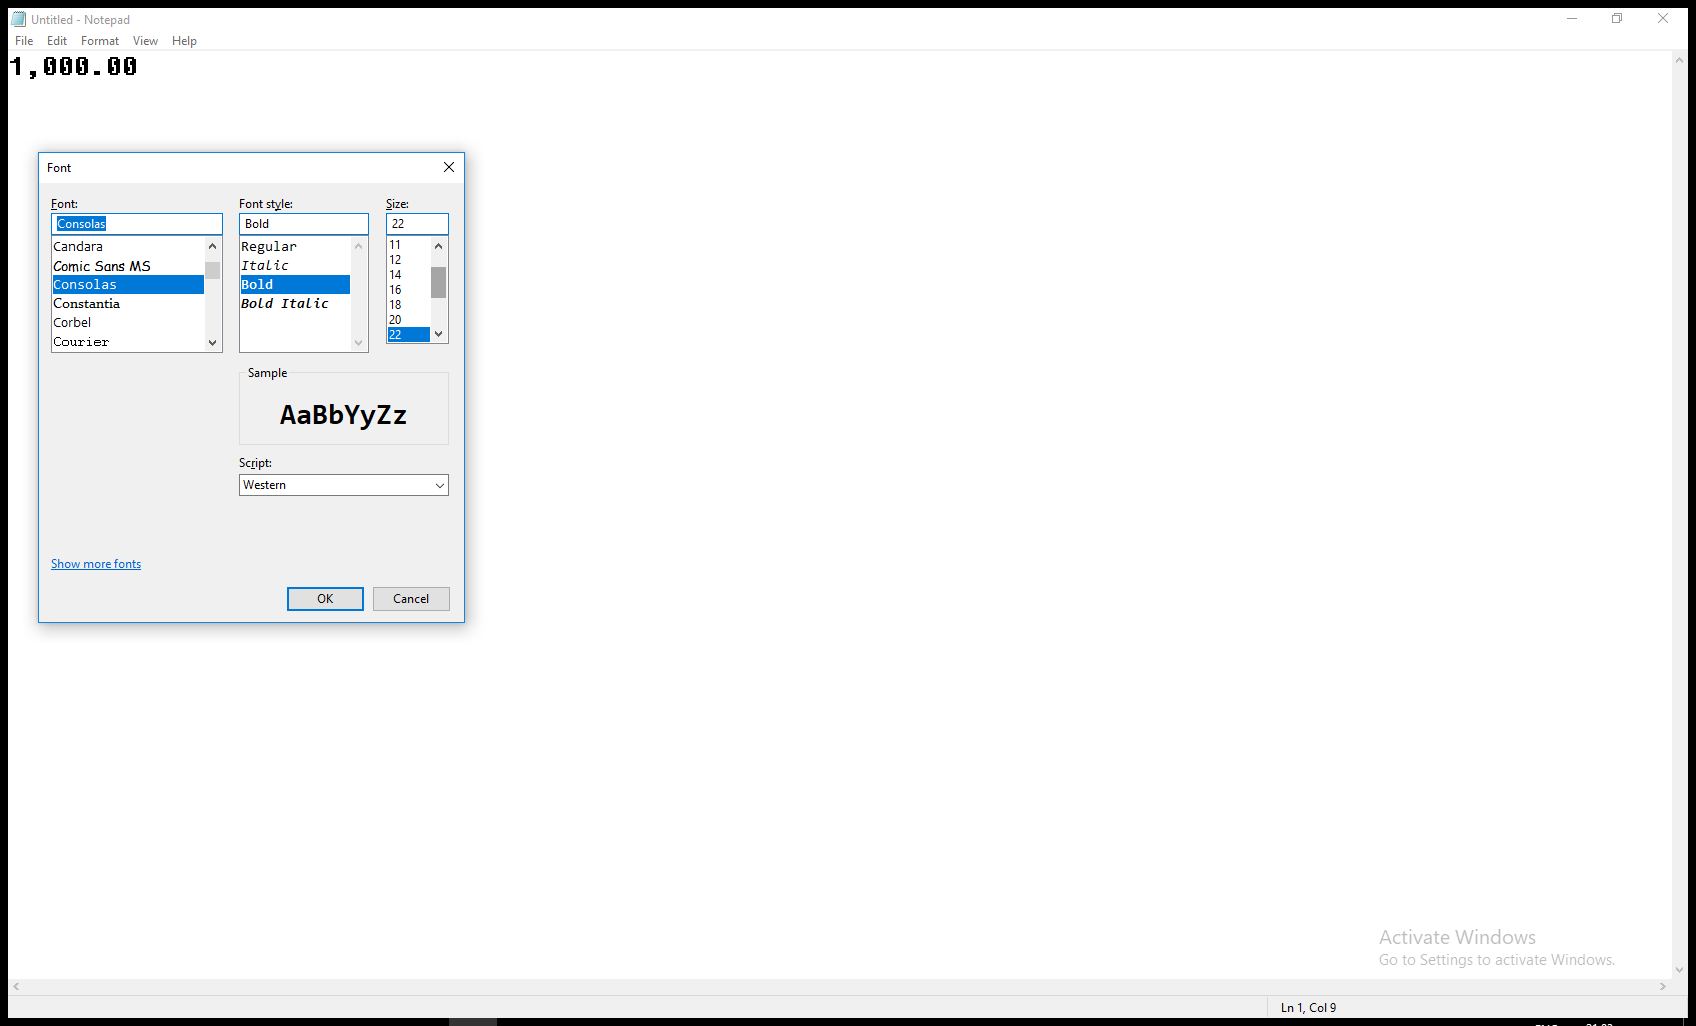 Untitled - Notepad
File Edit Format View Help
1,000.00
Font
Font: Font style: Size:
Consolas Bold 22
Candara
Comic Sans MS
Consolas
Constantia
Corbel
Courier
Regular
Italic
Bold
Bold Italic
11
12
14
16
18
20
22
Sample
AaBbYyZz
Script:
Western
Show more fonts
OK Cancel
Activate Windows
Go to Settings to activate Windows.
Ln 1, Col 9